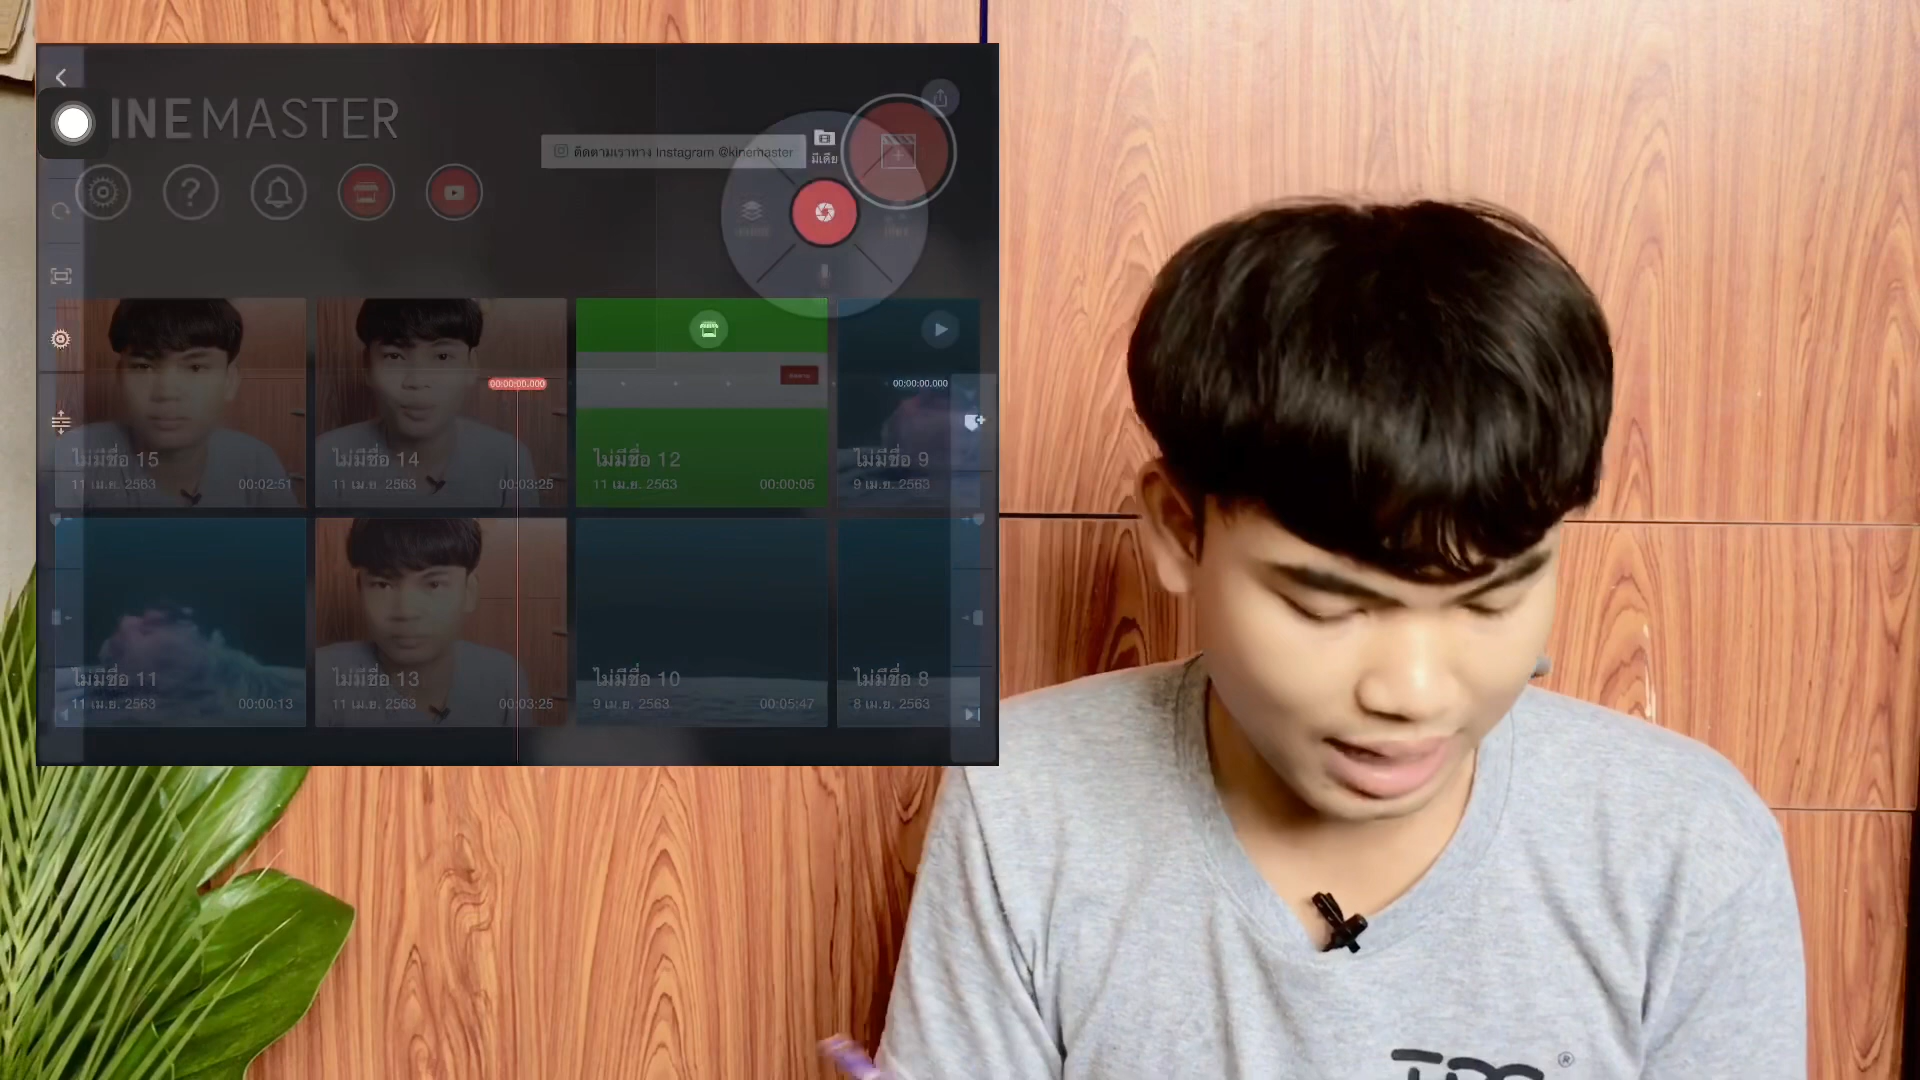 INEMASTER
ติดตามเราทาง Instagram @kinemaster
มีเดีย
00:00:00.000
00:00:00.000
ไม่มีชื่อ 15
11 เม.ย. 2563
00:02:51
ไม่มีชื่อ 14
11 เม.ย. 2563
00:03:25
ไม่มีชื่อ 12
11 เม.ย. 2563
00:00:05
ไม่มีชื่อ 9
9 เม.ย. 2563
ไม่มีชื่อ 11
11 เม.ย. 2563
00:00:13
ไม่มีชื่อ 13
11 เม.ย. 2563
00:03:25
ไม่มีชื่อ 10
9 เม.ย. 2563
00:05:47
ไม่มีชื่อ 8
8 เม.ย. 2563